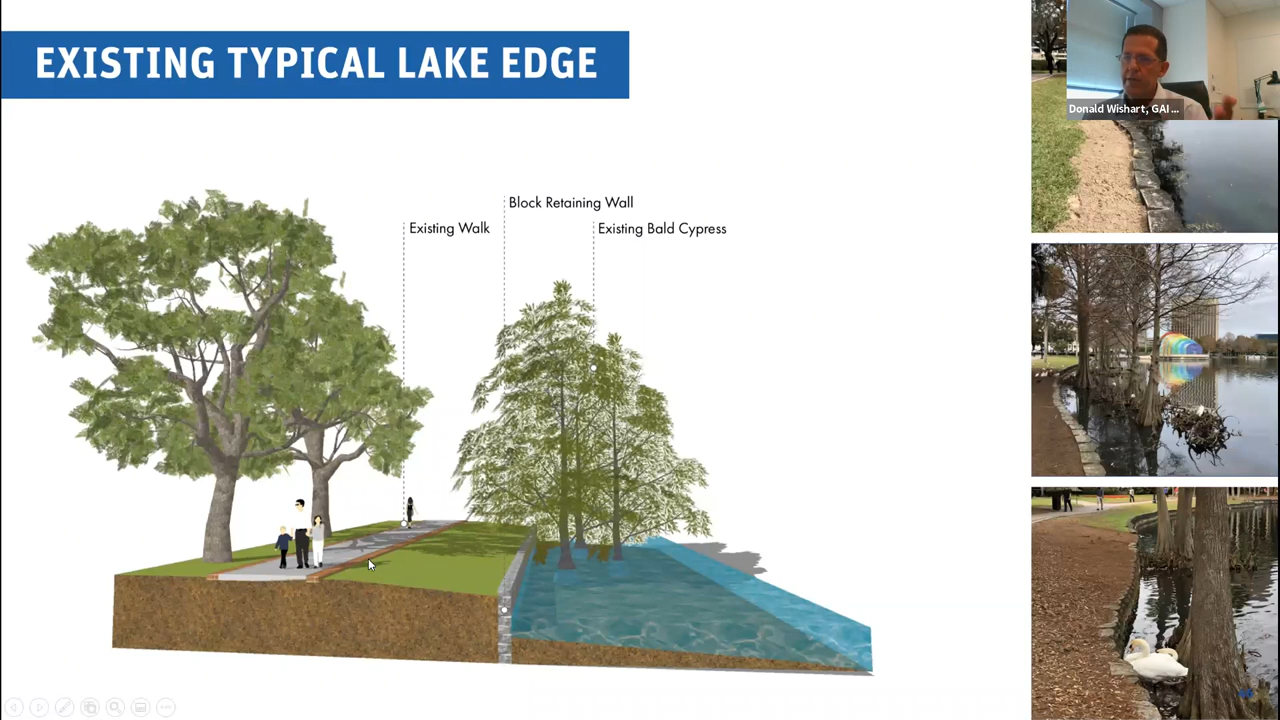 EXISTING TYPICAL LAKE EDGE
Donald Wishart, GAI ...
Block Retaining Wall
Existing Walk
Existing Bald Cypress